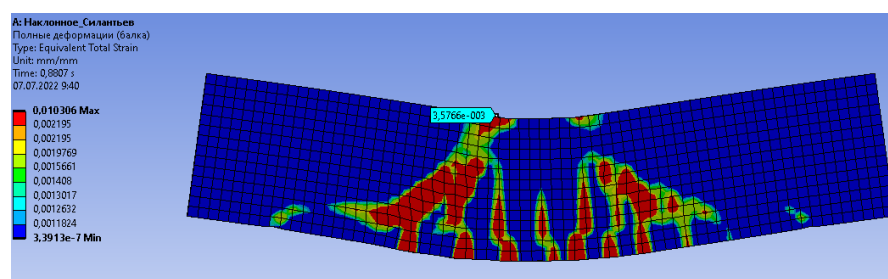 A: Наклонное_Силантьев
Полные деформации (балка)
Type: Equivalent Total Strain
Unit: mm/mm
Time: 0,8807 s
07.07.2022 9:40
0,010306 Max
0,002195
0,002195
0,0019769
0,0015661
0,001408
0,0013017
0,0012632
0,0011824
3,3913e-7 Min
3,5766e-003